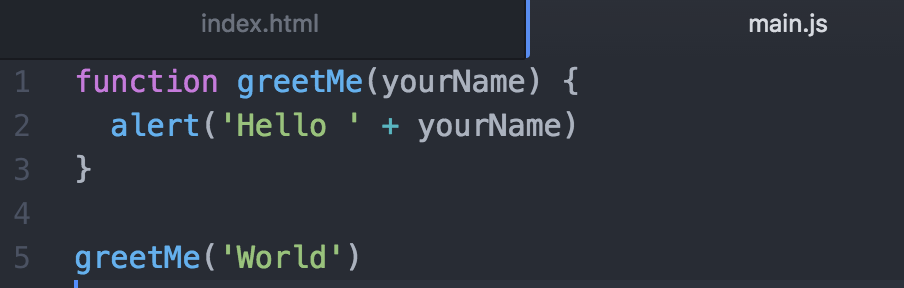 index.html main.js
1 function greetMe(yourName) {
2   alert('Hello ' + yourName)
3 }
4
5 greetMe('World')